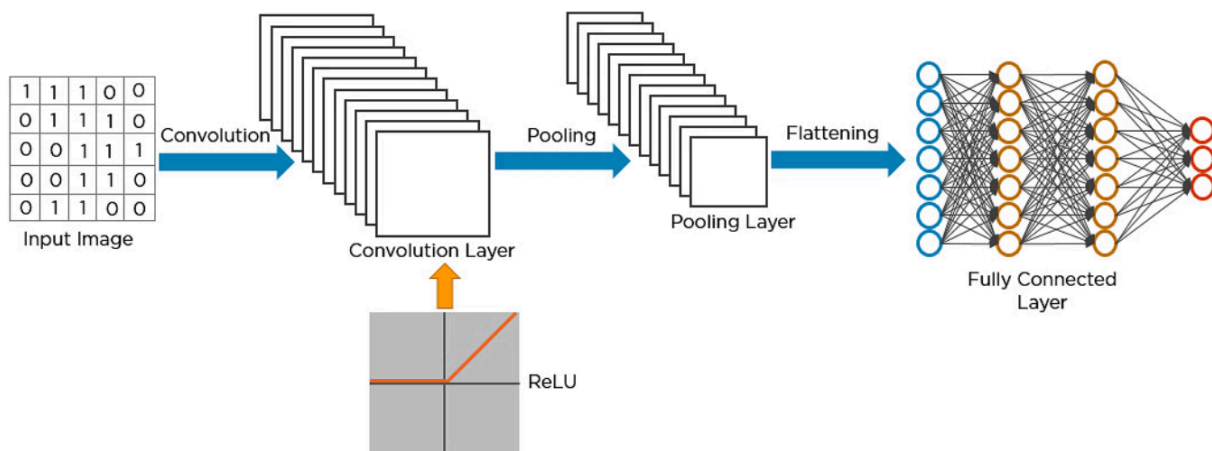 1 1 1 0 0
0 1 1 1 0
0 0 1 1 1
0 0 1 1 0
0 1 1 0 0
Input Image
Convolution
Convolution Layer
ReLU
Pooling
Pooling Layer
Flattening
Fully Connected
Layer